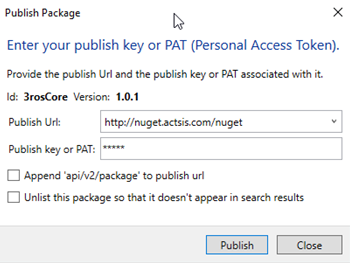 Publish Package
Enter your publish key or PAT (Personal Access Token).
Provide the publish Url and the publish key or PAT associated with it.
Id: 3rosCore Version: 1.0.1
Publish Url: http://nuget.actsis.com/nuget
Publish key or PAT: *****
Append 'api/v2/package' to publish url
Unlist this package so that it doesn't appear in search results
Publish Close